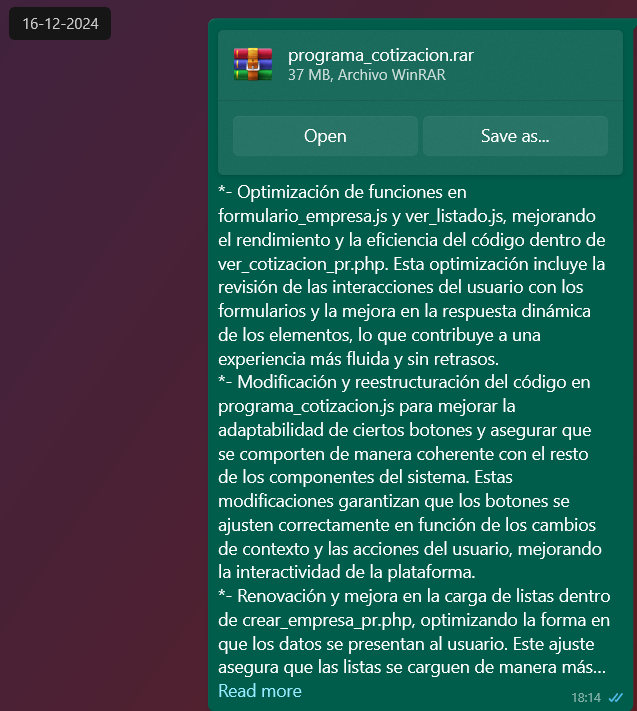 16-12-2024
programa_cotizacion.rar
37 MB, Archivo WinRAR
Open
Save as...
*- Optimización de funciones en
formulario_empresa.js y ver_listado.js, mejorando
el rendimiento y la eficiencia del código dentro de
ver_cotizacion_pr.php. Esta optimización incluye la
revisión de las interacciones del usuario con los
formularios y la mejora en la respuesta dinámica
de los elementos, lo que contribuye a una
experiencia más fluida y sin retrasos.
*- Modificación y reestructuración del código en
programa_cotizacion.js para mejorar la
adaptabilidad de ciertos botones y asegurar que
se comporten de manera coherente con el resto
de los componentes del sistema. Estas
modificaciones garantizan que los botones se
ajusten correctamente en función de los cambios
de contexto y las acciones del usuario, mejorando
la interactividad de la plataforma.
*- Renovación y mejora en la carga de listas dentro
de crear_empresa_pr.php, optimizando la forma en
que los datos se presentan al usuario. Este ajuste
asegura que las listas se carguen de manera más...
Read more
18:14